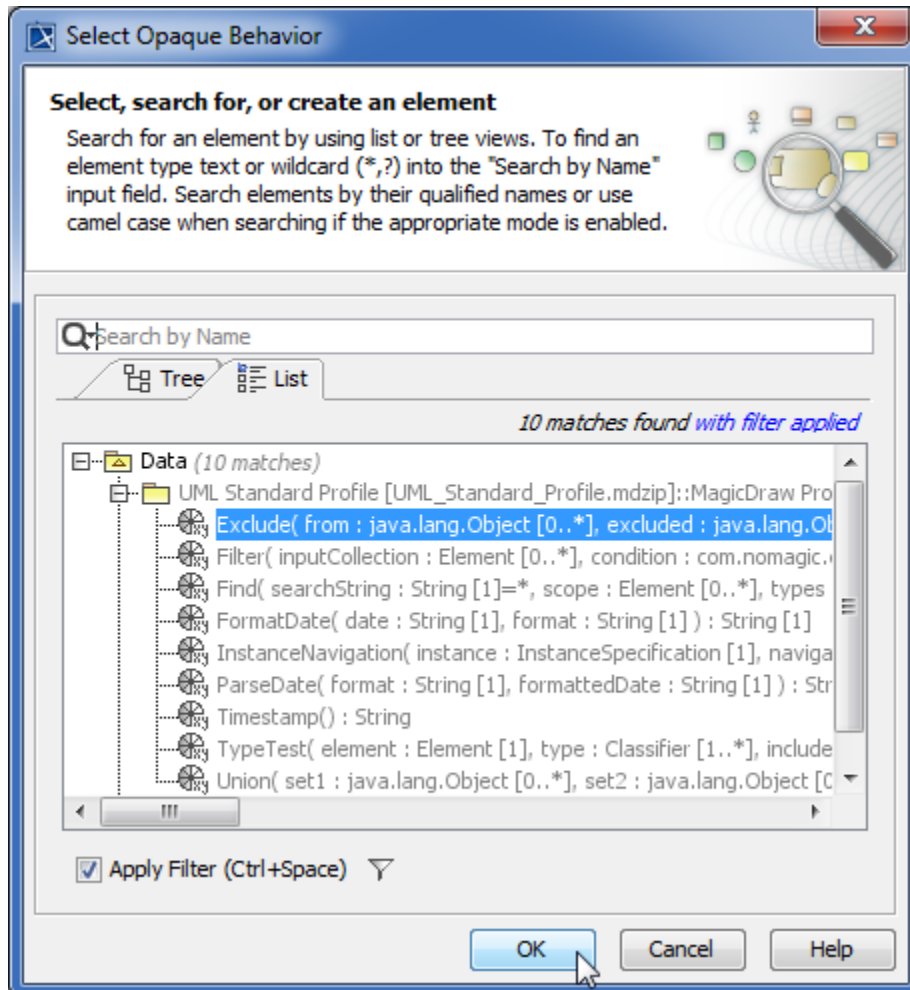 Select Opaque Behavior
Select, search for, or create an element
Search for an element by using list or tree views. To find an
element type text or wildcard (*,?) into the "Search by Name"
input field. Search elements by their qualified names or use
camel case when searching if the appropriate mode is enabled.
Search by Name
Tree List
10 matches found with filter applied
Data (10 matches)
UML Standard Profile [UML_Standard_Profile.mdzip]::MagicDraw Pro
Exclude( from : java.lang.Object [0..*], excluded : java.lang.Ob
Filter( inputCollection : Element [0..*], condition : com.nomagic.
Find( searchString : String [1]=*, scope : Element [0..*], types
FormatDate( date : String [1], format : String [1] ) : String [1]
InstanceNavigation( instance : InstanceSpecification [1], naviga
ParseDate( format : String [1], formattedDate : String [1] ) : Str
Timestamp() : String
TypeTest( element : Element [1], type : Classifier [1..*], include
Union( set1 : java.lang.Object [0..*], set2 : java.lang.Object [0
Apply Filter (Ctrl+Space)
OK Cancel Help